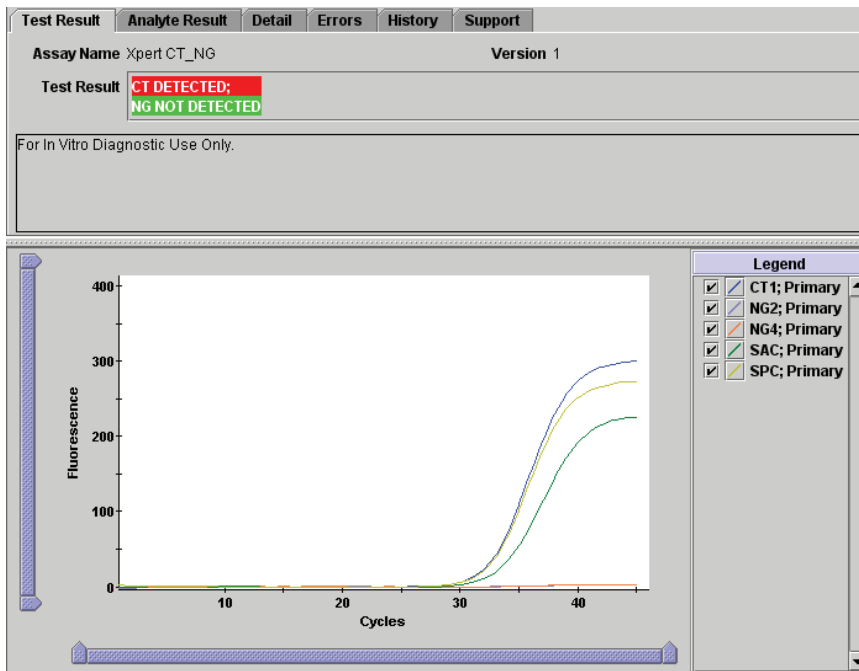 Test Result Analyte Result Detail Errors History Support
Assay Name Xpert CT_NG Version 1
Test Result CT DETECTED;
NG NOT DETECTED
For In Vitro Diagnostic Use Only.
Legend
CT1; Primary
NG2; Primary
NG4; Primary
SAC; Primary
SPC; Primary
400
300
200
100
0
Fluorescence
10 20 30 40
Cycles